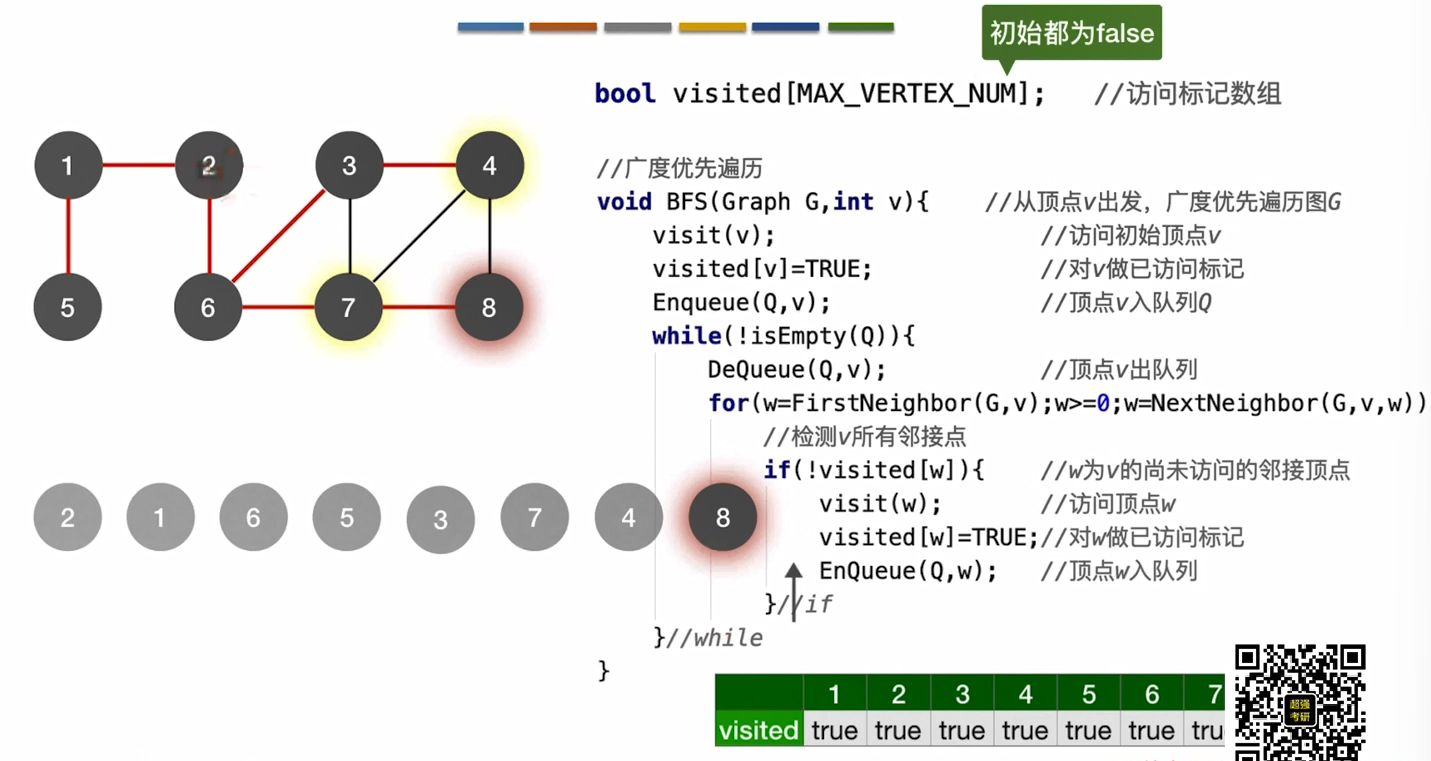 初始都为false
bool visited[MAX_VERTEX_NUM]; //访问标记数组
1 2 3 4
5 6 7 8
//广度优先遍历
void BFS(Graph G,int v){ //从顶点v出发，广度优先遍历图G
visit(v); //访问初始顶点v
visited[v]=TRUE; //对v做已访问标记
Enqueue(Q,v); //顶点v入队列Q
while(!isEmpty(Q)){
DeQueue(Q,v); //顶点v出队列
for(w=FirstNeighbor(G,v);w>=0;w=NextNeighbor(G,v,w))
//检测v所有邻接点
if(!visited[w]){ //w为v的尚未访问的邻接顶点
visit(w); //访问顶点w
visited[w]=TRUE;//对w做已访问标记
EnQueue(Q,w); //顶点w入队列
}//if
}//while
}
2 1 6 5 3 7 4 8
1 2 3 4 5 6 7
visited true true true true true true tru
超强
考研